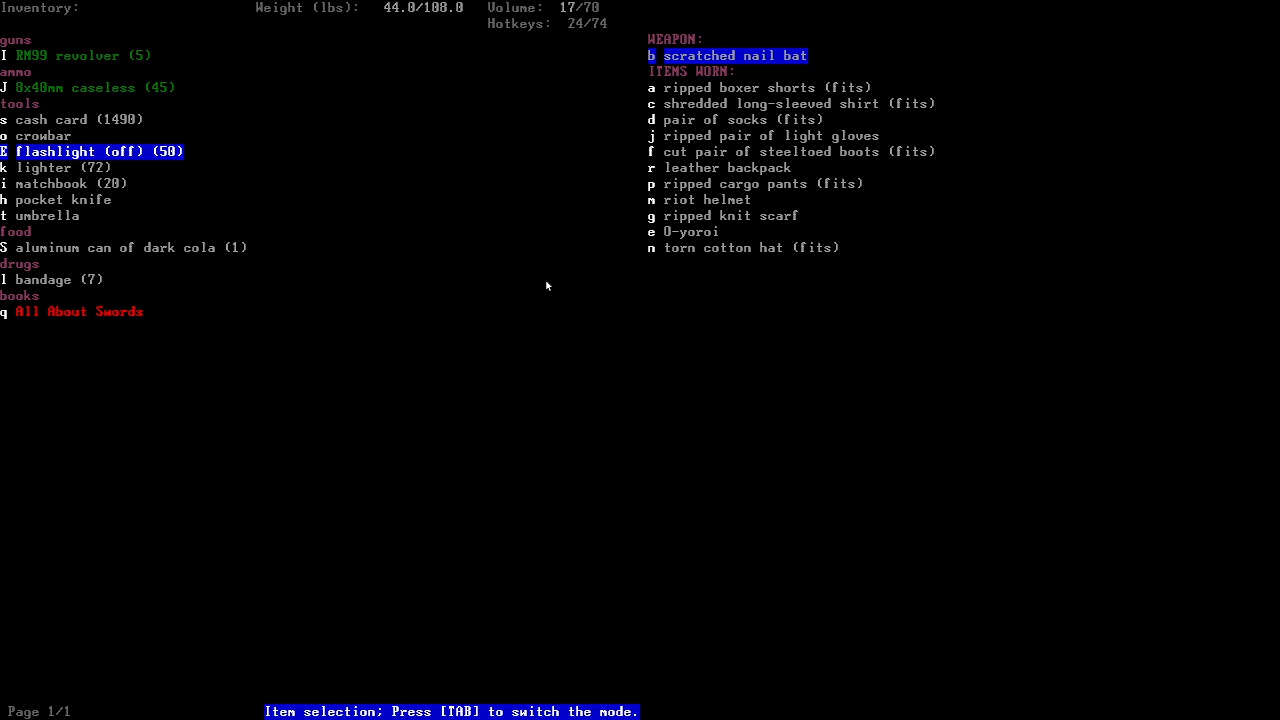 Inventory: Weight (lbs): 44.0/108.0 Volume: 17/70
Hotkeys: 24/74
guns
I RM99 revolver (5)
ammo
J 8x40mm caseless (45)
tools
s cash card (1490)
o crowbar
E flashlight (off) (50)
k lighter (72)
i matchbook (20)
h pocket knife
t umbrella
food
S aluminum can of dark cola (1)
drugs
l bandage (7)
books
q All About Swords
WEAPON:
b scratched nail bat
ITEMS WORN:
a ripped boxer shorts (fits)
c shredded long-sleeved shirt (fits)
d pair of socks (fits)
j ripped pair of light gloves
f cut pair of steeltoed boots (fits)
r leather backpack
p ripped cargo pants (fits)
m riot helmet
g ripped knit scarf
e O-yoroi
n torn cotton hat (fits)
Page 1/1 Item selection; Press [TAB] to switch the mode.